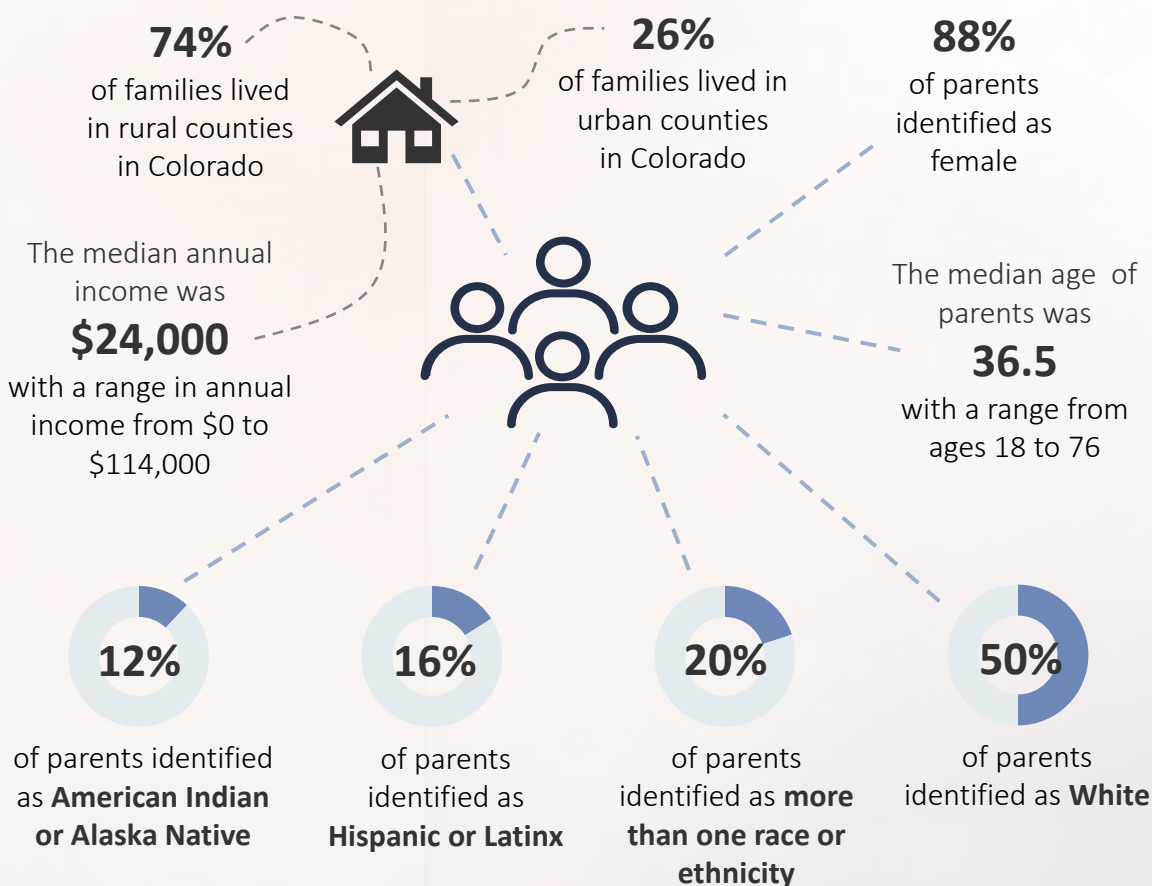 74%
of families lived
in rural counties
in Colorado
26%
of families lived in
urban counties
in Colorado
88%
of parents
identified as
female
The median annual
income was
$24,000
with a range in annual
income from $0 to
$114,000
The median age of
parents was
36.5
with a range from
ages 18 to 76
12%
of parents identified
as American Indian
or Alaska Native
16%
of parents
identified as
Hispanic or Latinx
20%
of parents
identified as more
than one race or
ethnicity
50%
of parents
identified as White